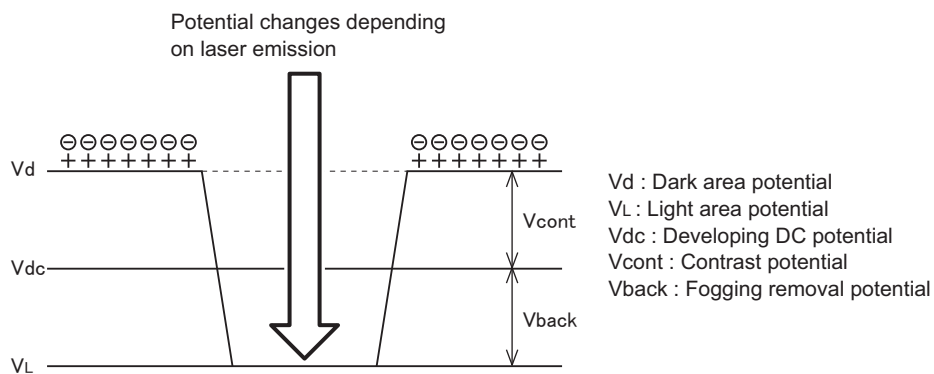 Potential changes depending
on laser emission
⊖⊖⊖⊖⊖⊖⊖ ⊖⊖⊖⊖⊖⊖⊖
+++++++ +++++++
Vd
Vcont
Vdc
Vback
VL
Vd : Dark area potential
VL : Light area potential
Vdc : Developing DC potential
Vcont : Contrast potential
Vback : Fogging removal potential